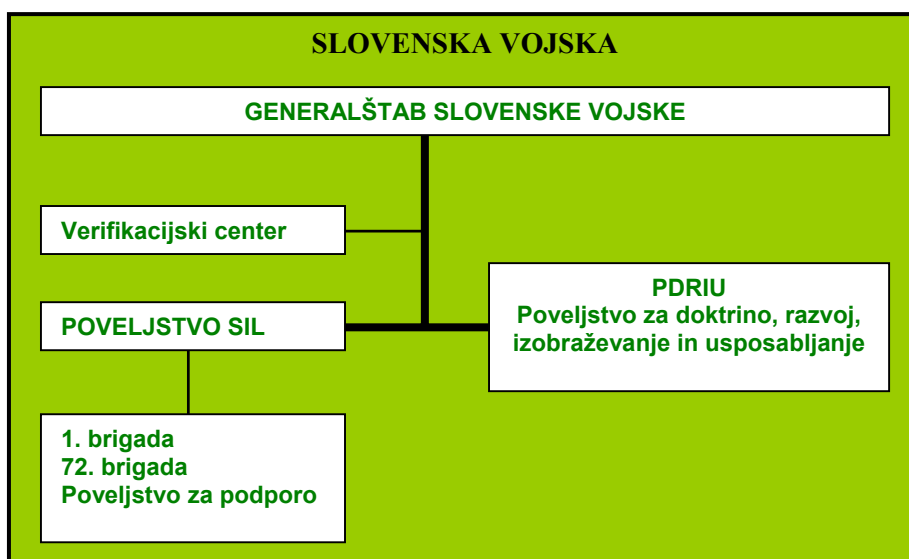 SLOVENSKA VOJSKA
GENERALŠTAB SLOVENSKE VOJSKE
Verifikacijski center
POVELJSTVO SIL
PDRIU
Poveljstvo za doktrino, razvoj,
izobraževanje in usposabljanje
1. brigada
72. brigada
Poveljstvo za podporo